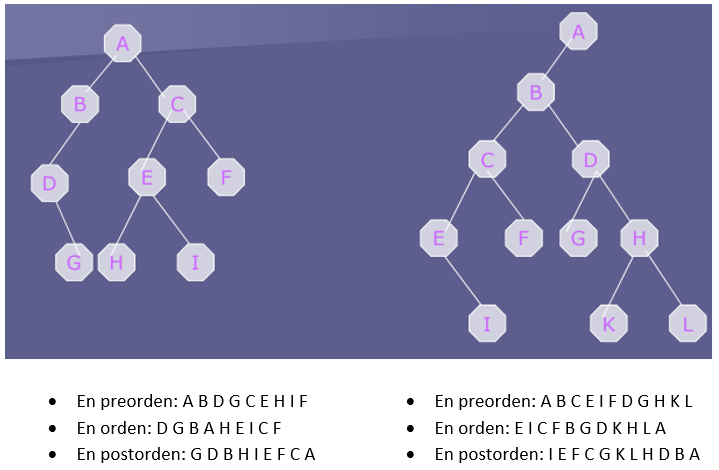 A
B
C
D
E
F
G
H
I
A
B
C
D
E
F
G
H
I
K
L
• En preorden: A B D G C E H I F
• En orden: D G B A H E I C F
• En postorden: G D B H I E F C A
• En preorden: A B C E I F D G H K L
• En orden: E I C F B G D K H L A
• En postorden: I E F C G K L H D B A